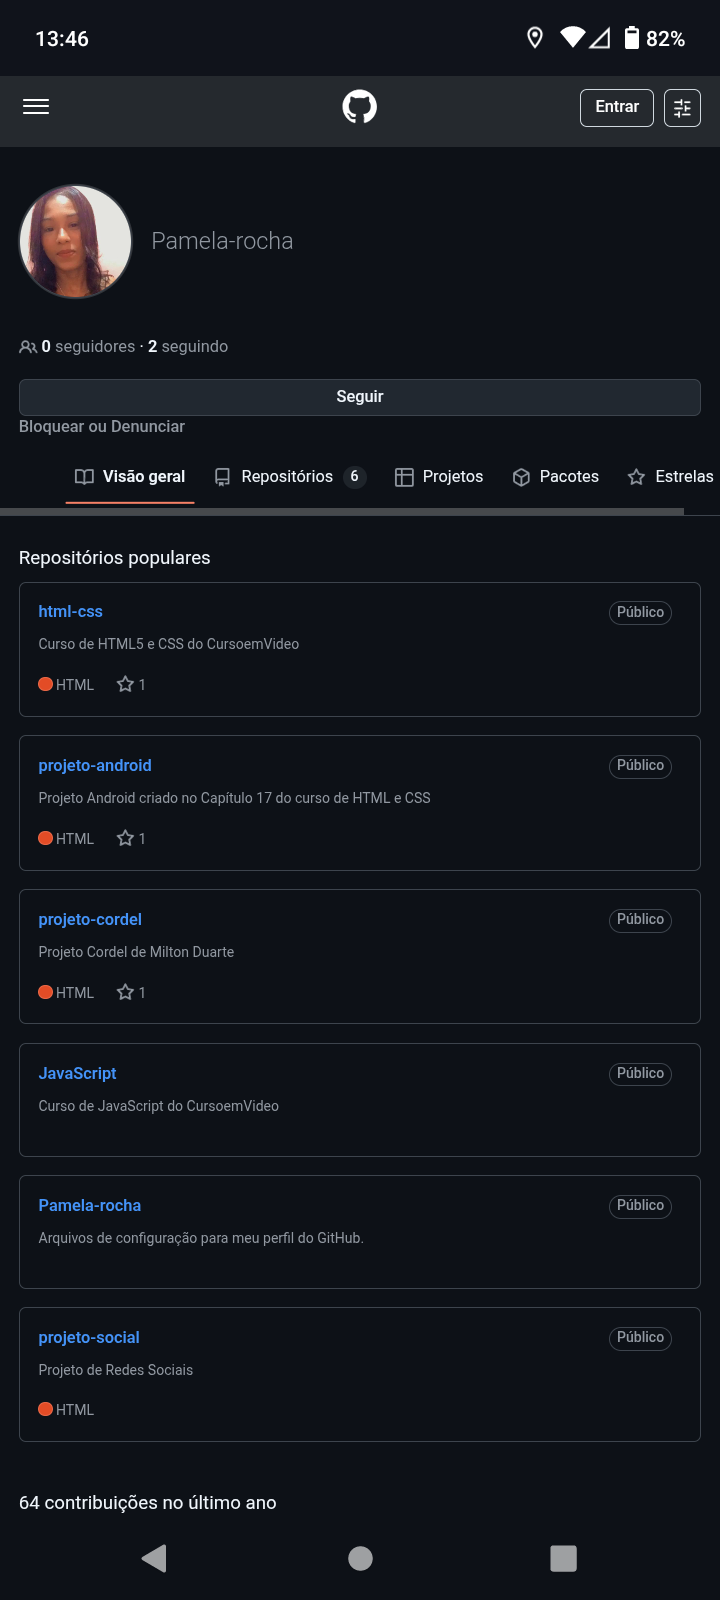 13:46
82%
Entrar
Pamela-rocha
0 seguidores · 2 seguindo
Seguir
Bloquear ou Denunciar
Visão geral Repositórios 6 Projetos Pacotes Estrelas
Repositórios populares
html-css Público
Curso de HTML5 e CSS do CursoemVideo
HTML 1
projeto-android Público
Projeto Android criado no Capítulo 17 do curso de HTML e CSS
HTML 1
projeto-cordel Público
Projeto Cordel de Milton Duarte
HTML 1
JavaScript Público
Curso de JavaScript do CursoemVideo
Pamela-rocha Público
Arquivos de configuração para meu perfil do GitHub.
projeto-social Público
Projeto de Redes Sociais
HTML
64 contribuições no último ano